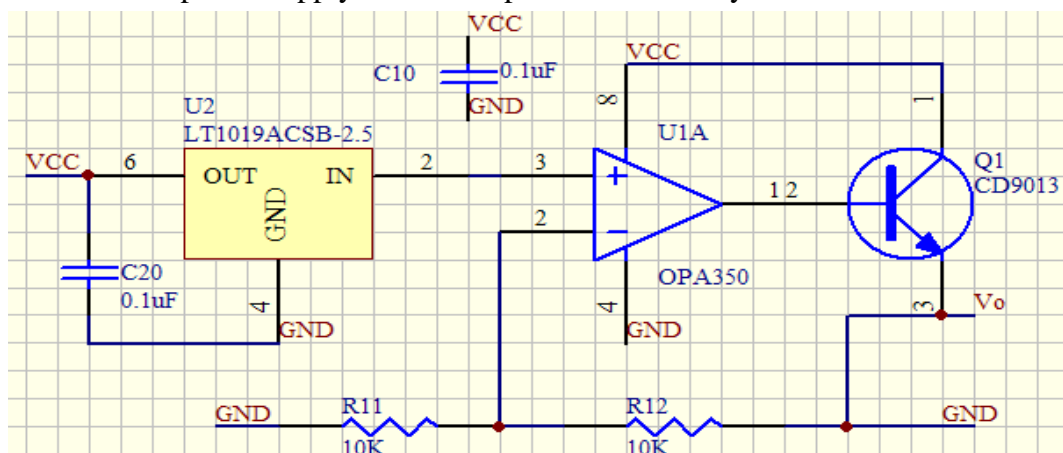 VCC
C10
0.1uF
GND
U2
LT1019ACSB-2.5
VCC
6
OUT
IN
GND
2
4
GND
C20
0.1uF
VCC
8
U1A
3
2
4
GND
OPA350
1 2
1
Q1
CD9013
3
Vo
GND
R11
10K
R12
10K
GND